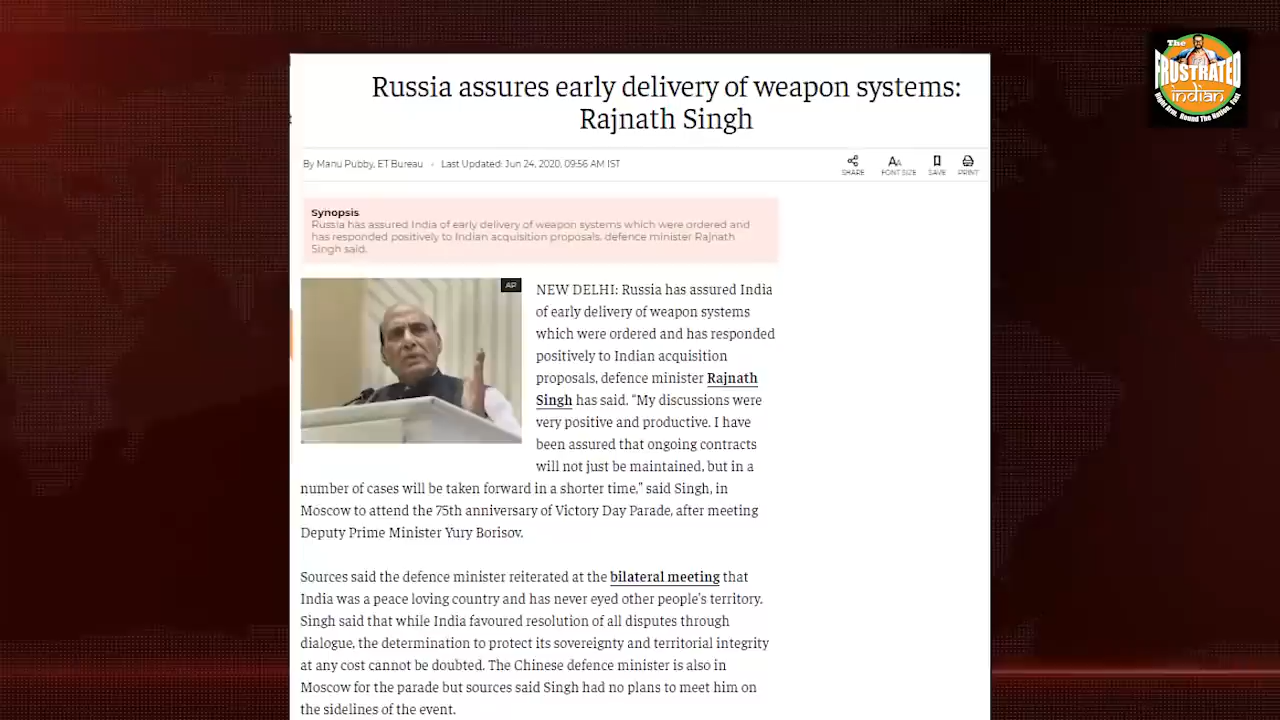 Russia assures early delivery of weapon systems:
Rajnath Singh
By Manu Pubby, ET Bureau • Last Updated: Jun 24, 2020, 09:56 AM IST
SHARE
FONT SIZE
SAVE
PRINT
Synopsis
Russia has assured India of early delivery of weapon systems which were ordered and
has responded positively to Indian acquisition proposals, defence minister Rajnath
Singh said.
AP
NEW DELHI: Russia has assured India
of early delivery of weapon systems
which were ordered and has responded
positively to Indian acquisition
proposals, defence minister Rajnath
Singh has said. “My discussions were
very positive and productive. I have
been assured that ongoing contracts
will not just be maintained, but in a
number of cases will be taken forward in a shorter time,” said Singh, in
Moscow to attend the 75th anniversary of Victory Day Parade, after meeting
Deputy Prime Minister Yury Borisov.
Sources said the defence minister reiterated at the bilateral meeting that
India was a peace loving country and has never eyed other people’s territory.
Singh said that while India favoured resolution of all disputes through
dialogue, the determination to protect its sovereignty and territorial integrity
at any cost cannot be doubted. The Chinese defence minister is also in
Moscow for the parade but sources said Singh had no plans to meet him on
the sidelines of the event.
The
FRUSTRATED
indian
Right Arm. Round The Nation. Fast